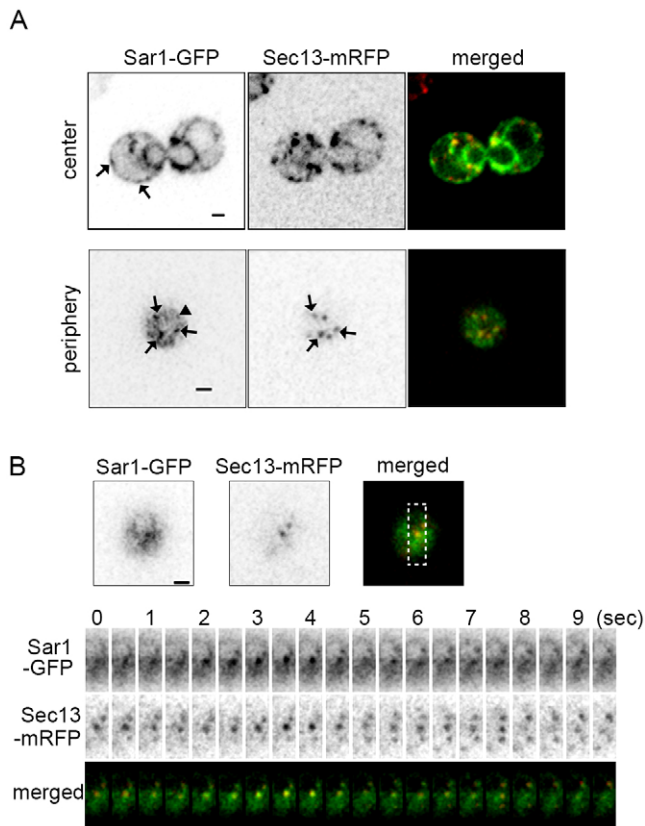 A
Sar1-GFP Sec13-mRFP merged
center
periphery
B
Sar1-GFP Sec13-mRFP merged
0 1 2 3 4 5 6 7 8 9 (sec)
Sar1
-GFP
Sec13
-mRFP
merged